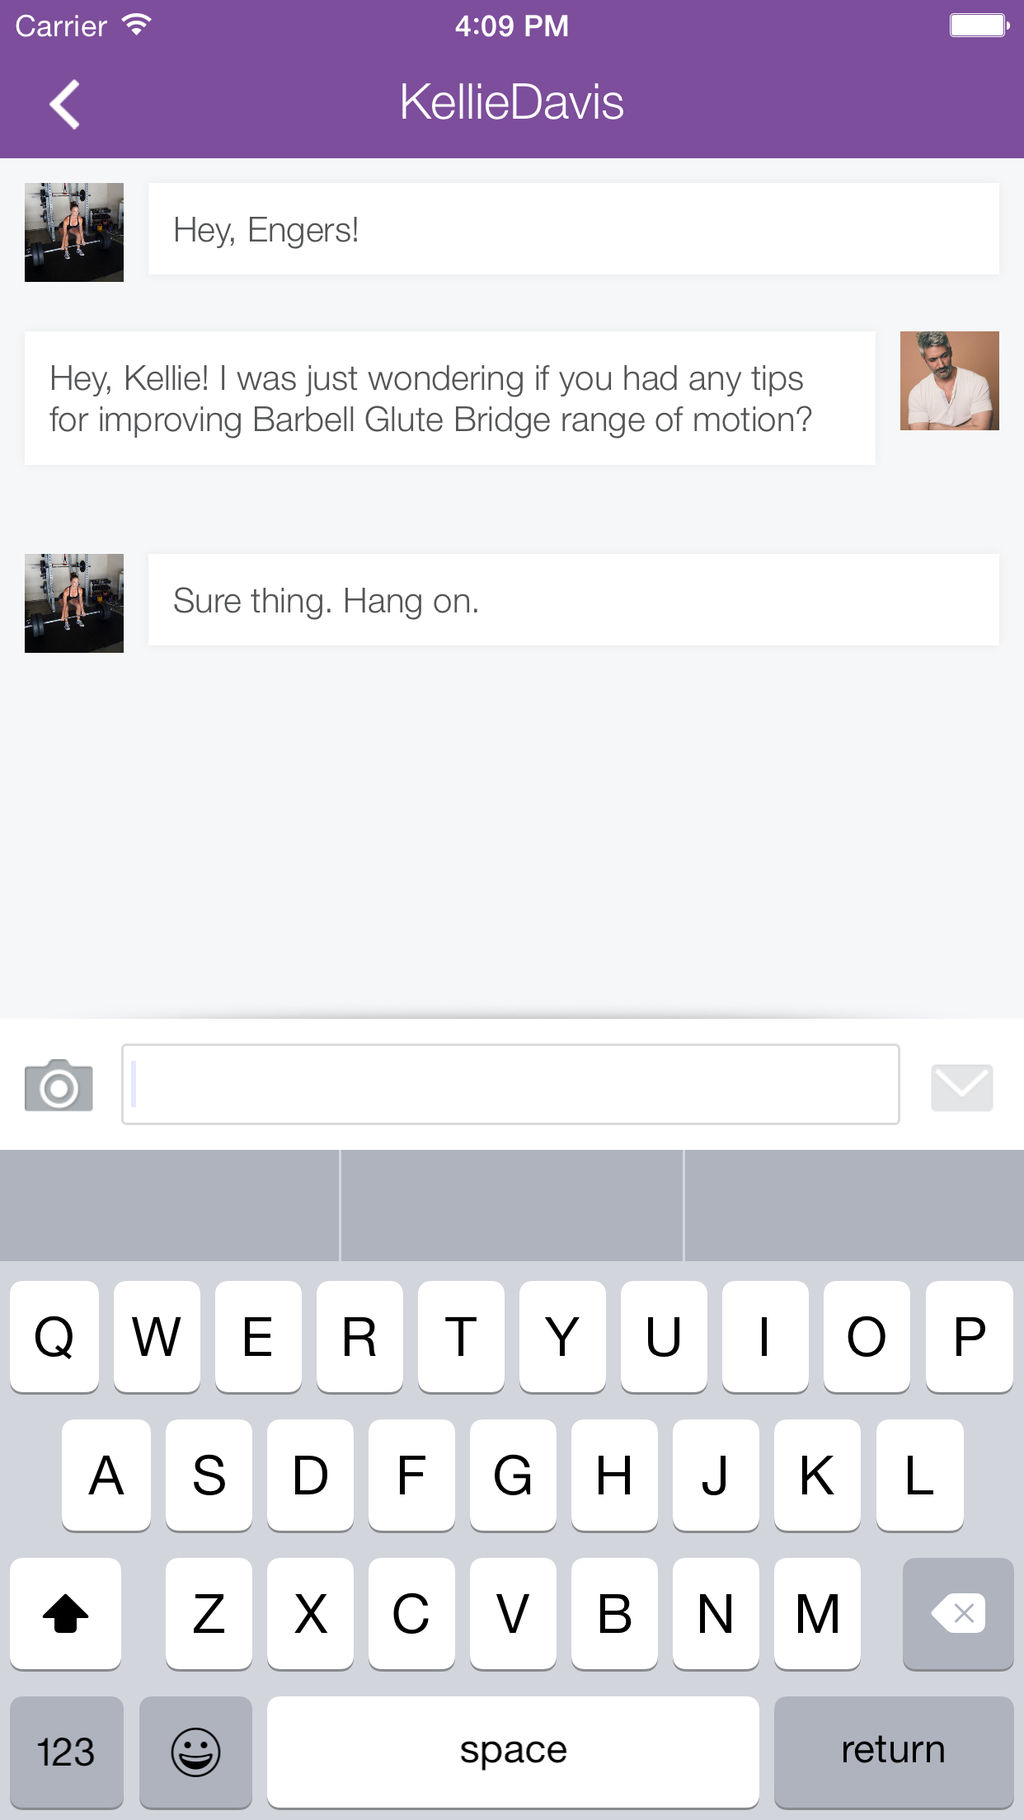 Carrier 4:09 PM
KellieDavis
Hey, Engers!
Hey, Kellie! I was just wondering if you had any tips
for improving Barbell Glute Bridge range of motion?
Sure thing. Hang on.
Q W E R T Y U I O P
A S D F G H J K L
Z X C V B N M
123 space return